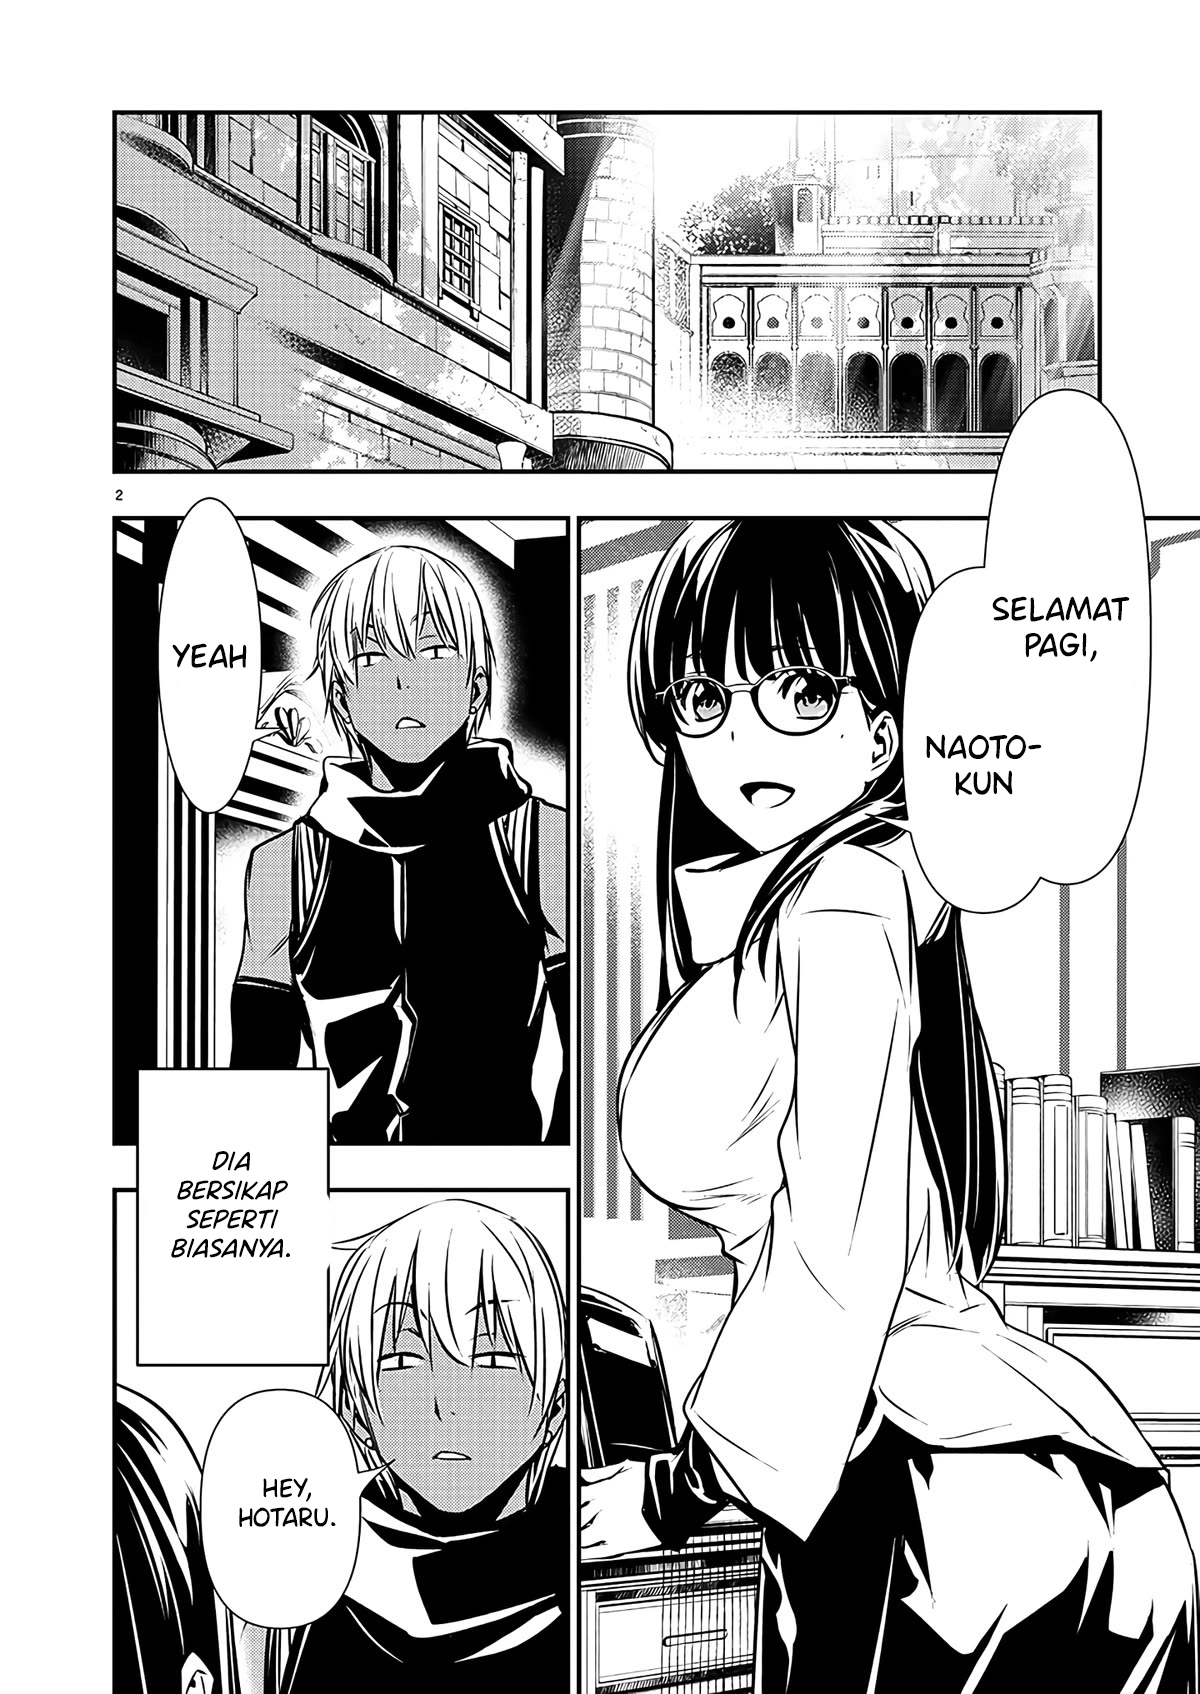 2
SELAMAT
PAGI,
NAOTO-
KUN
YEAH
DIA
BERSIKAP
SEPERTI
BIASANYA.
HEY,
HOTARU.